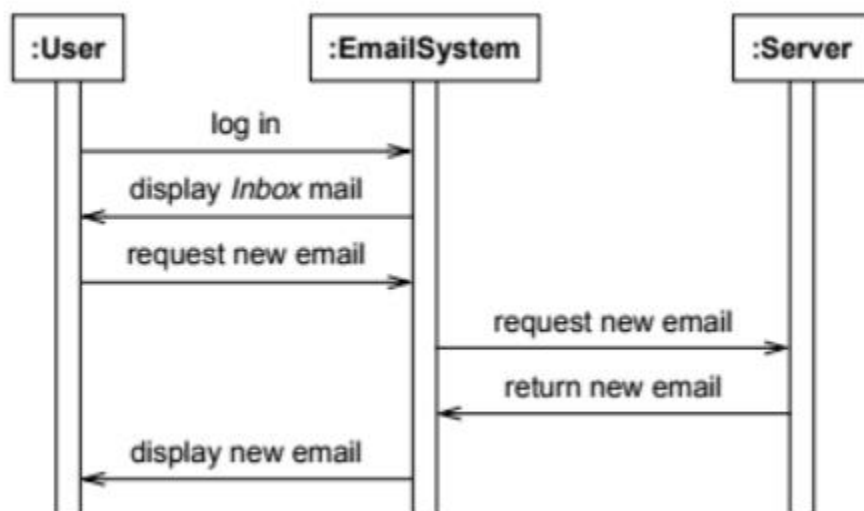 :User :EmailSystem :Server
log in
display Inbox mail
request new email
request new email
return new email
display new email